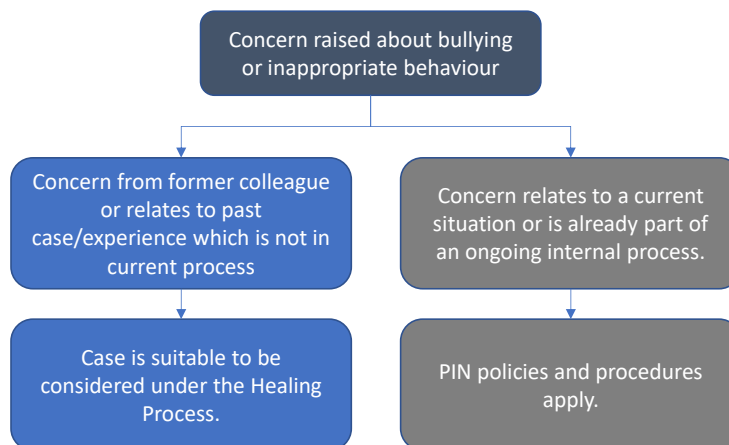 Concern raised about bullying
or inappropriate behaviour
Concern from former colleague
or relates to past
case/experience which is not in
current process
Concern relates to a current
situation or is already part of
an ongoing internal process.
Case is suitable to be
considered under the Healing
Process.
PIN policies and procedures
apply.